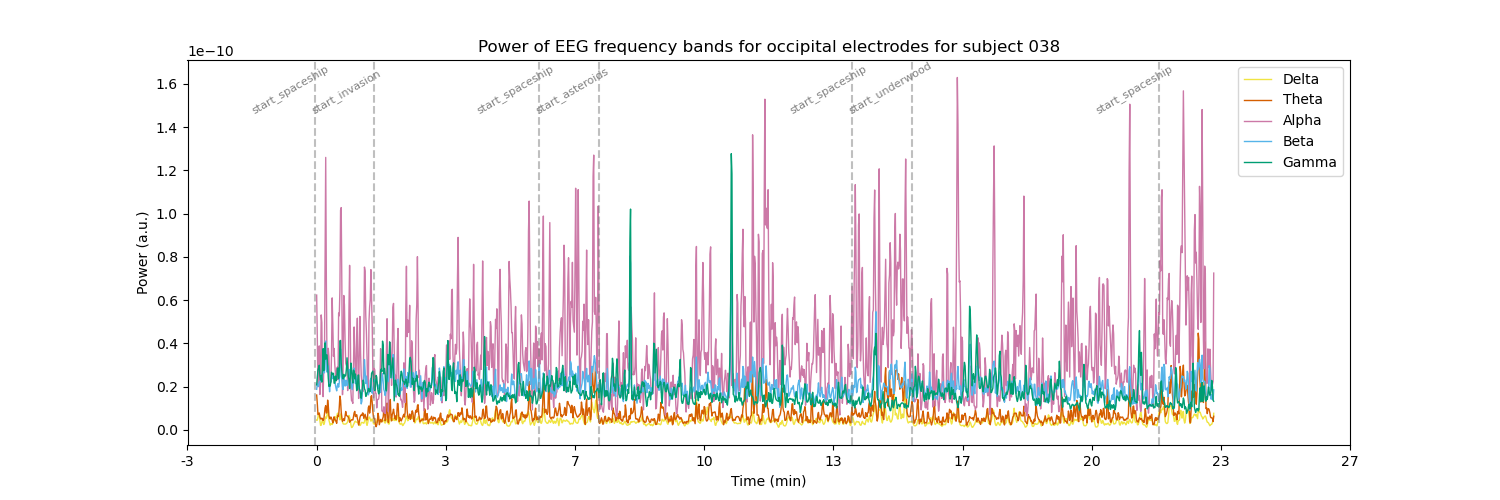 Power of EEG frequency bands for occipital electrodes for subject 038
1e−10
start_spaceship
start_invasion
start_spaceship
start_asteroids
start_spaceship
start_underwood
start_spaceship
Delta
Theta
Alpha
Beta
Gamma
1.6
1.4
1.2
1.0
0.8
0.6
0.4
0.2
0.0
Power (a.u.)
-3 0 3 7 10 13 17 20 23 27
Time (min)